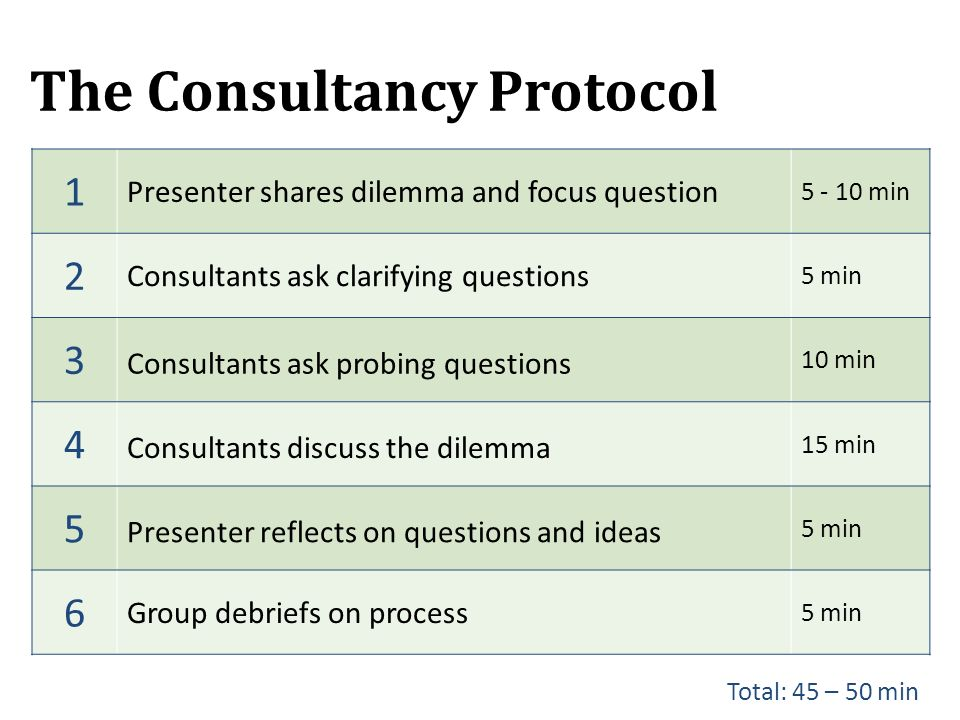 The Consultancy Protocol
1 Presenter shares dilemma and focus question 5 - 10 min
2 Consultants ask clarifying questions 5 min
3 Consultants ask probing questions 10 min
4 Consultants discuss the dilemma 15 min
5 Presenter reflects on questions and ideas 5 min
6 Group debriefs on process 5 min
Total: 45 – 50 min